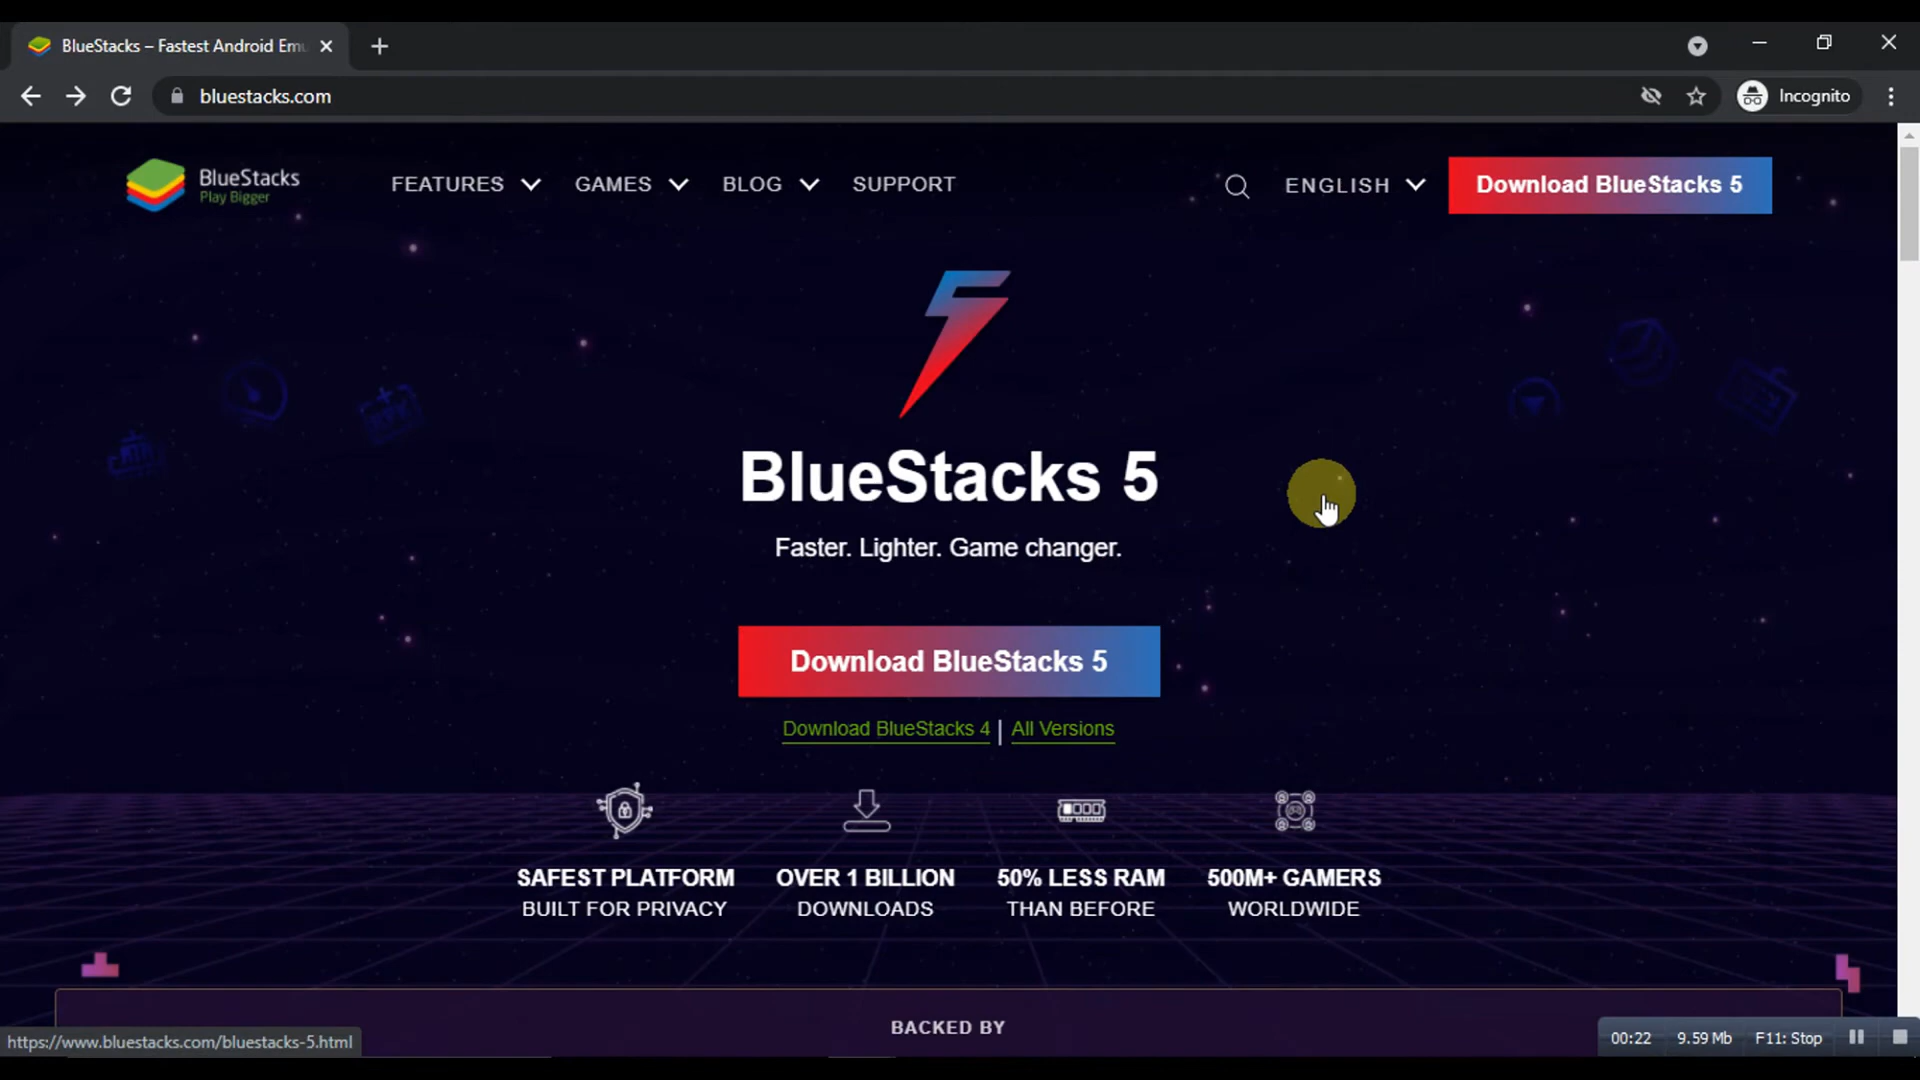 BlueStacks – Fastest Android Emu
bluestacks.com
Incognito
BlueStacks
Play Bigger
FEATURES
GAMES
BLOG
SUPPORT
ENGLISH
Download BlueStacks 5
BlueStacks 5
Faster. Lighter. Game changer.
Download BlueStacks 5
Download BlueStacks 4 | All Versions
SAFEST PLATFORM
BUILT FOR PRIVACY
OVER 1 BILLION
DOWNLOADS
50% LESS RAM
THAN BEFORE
500M+ GAMERS
WORLDWIDE
BACKED BY
https://www.bluestacks.com/bluestacks-5.html
00:22 9.59 Mb F11: Stop